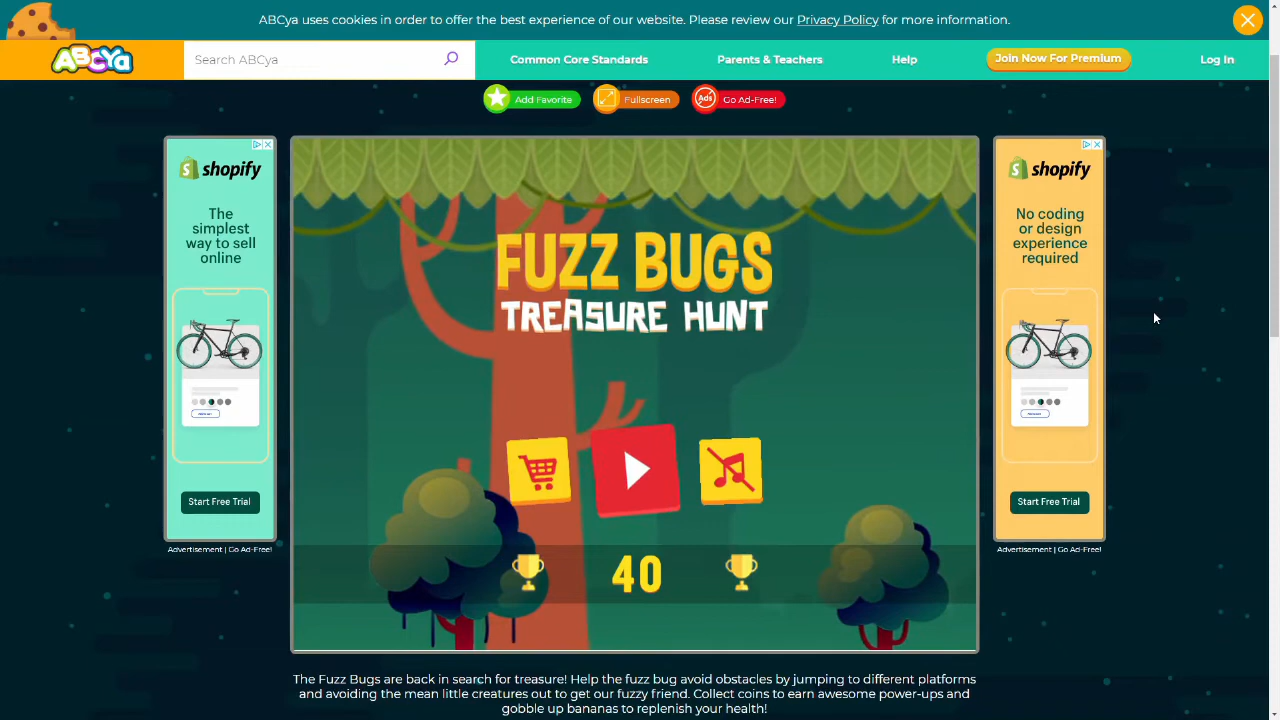 ABCya uses cookies in order to offer the best experience of our website. Please review our Privacy Policy for more information.
ABCYa
Search ABCya
Common Core Standards
Parents & Teachers
Help
Join Now For Premium
Log In
Add Favorite
Fullscreen
Ads
Go Ad-Free!
shopify
The
simplest
way to sell
online
Start Free Trial
Advertisement | Go Ad-Free!
FUZZ BUGS
TREASURE HUNT
40
shopify
No coding
or design
experience
required
Start Free Trial
Advertisement | Go Ad-Free!
The Fuzz Bugs are back in search for treasure! Help the fuzz bug avoid obstacles by jumping to different platforms
and avoiding the mean little creatures out to get our fuzzy friend. Collect coins to earn awesome power-ups and
gobble up bananas to replenish your health!